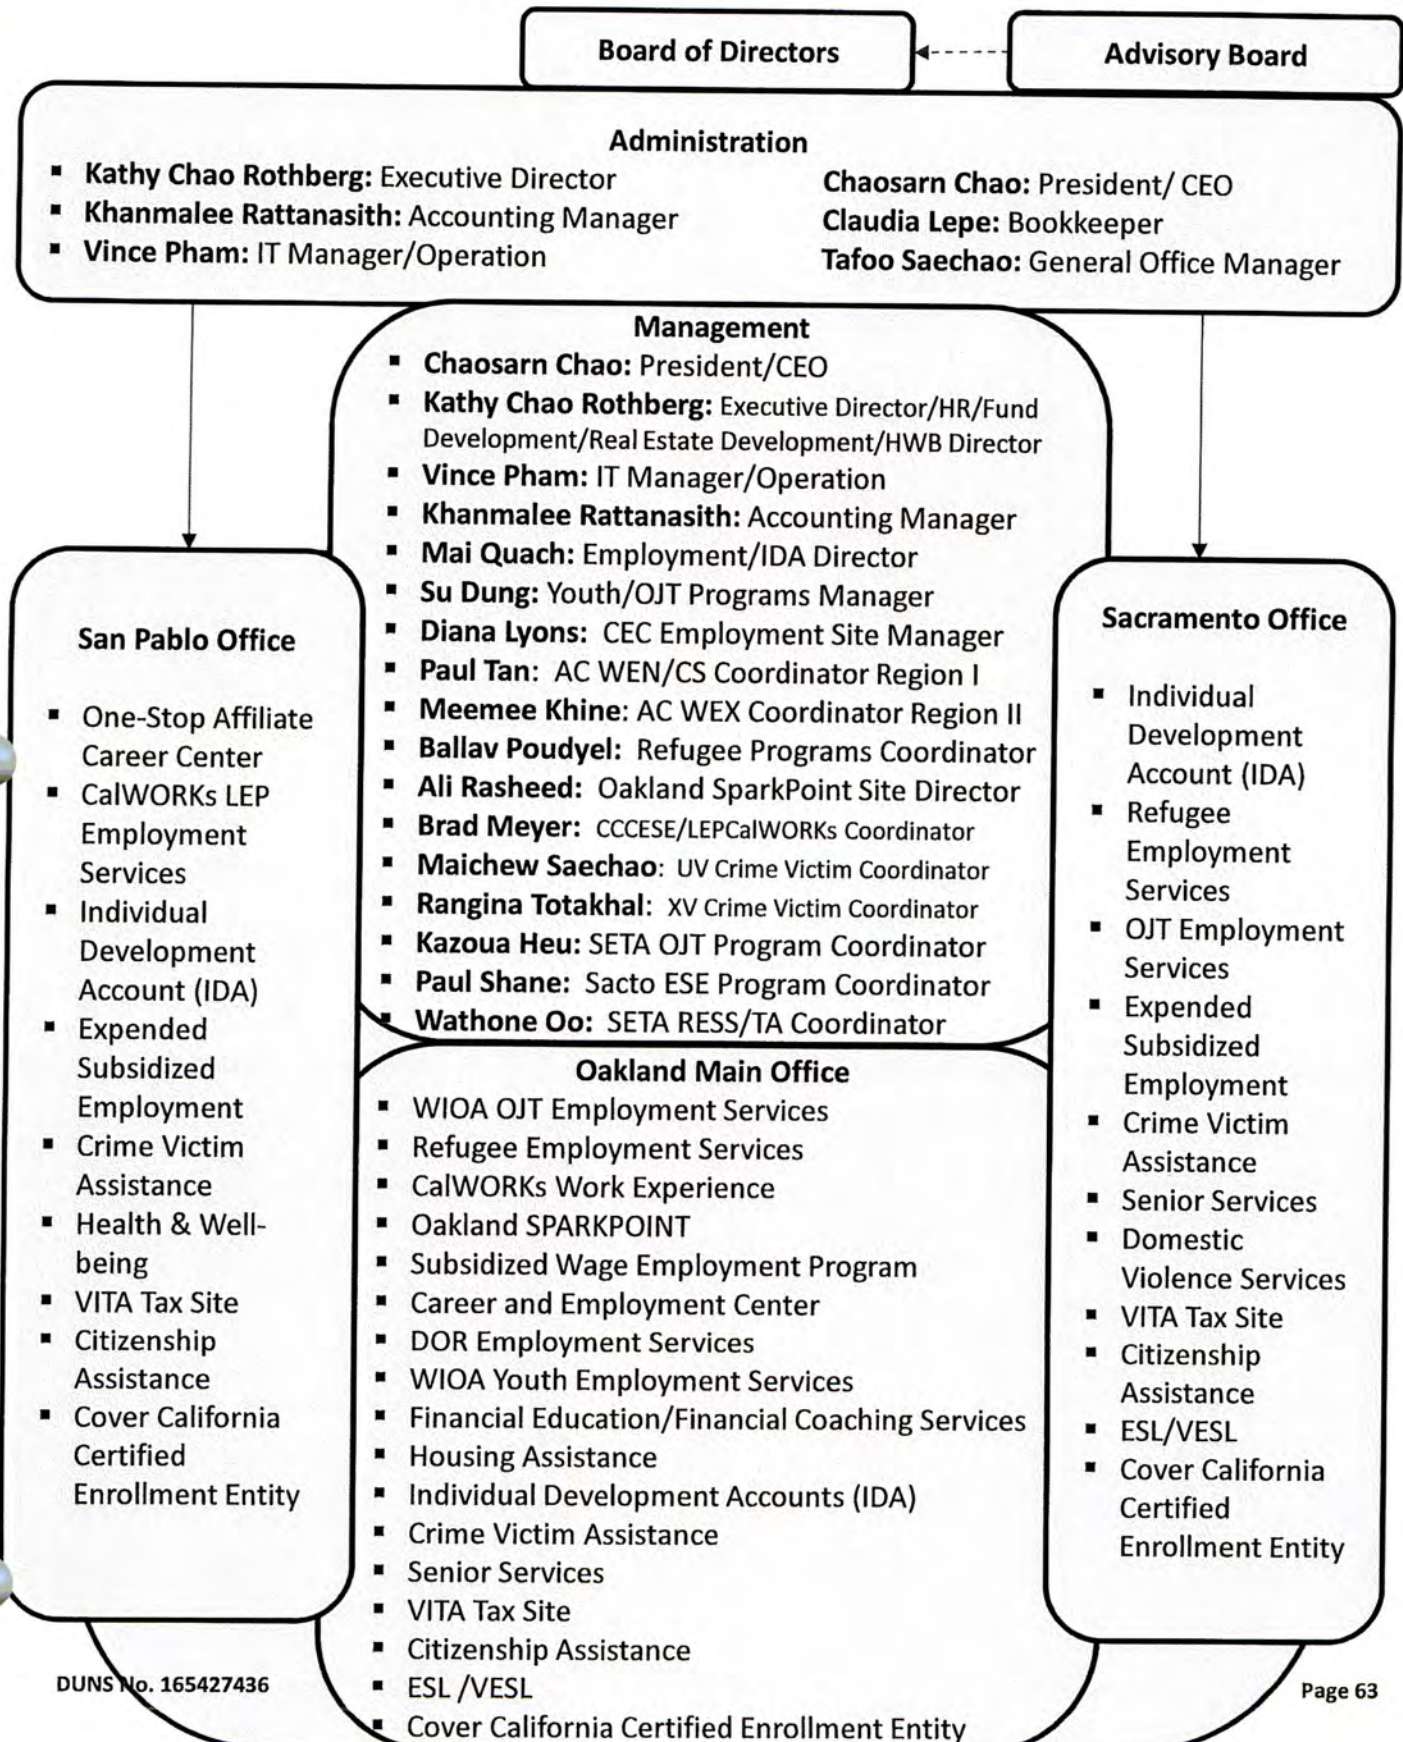 Board of Directors
Advisory Board
Administration
▪ Kathy Chao Rothberg: Executive Director
▪ Khanmalee Rattanasith: Accounting Manager
▪ Vince Pham: IT Manager/Operation
Chaosarn Chao: President/ CEO
Claudia Lepe: Bookkeeper
Tafoo Saechao: General Office Manager
Management
▪ Chaosarn Chao: President/CEO
▪ Kathy Chao Rothberg: Executive Director/HR/Fund
Development/Real Estate Development/HWB Director
▪ Vince Pham: IT Manager/Operation
▪ Khanmalee Rattanasith: Accounting Manager
▪ Mai Quach: Employment/IDA Director
▪ Su Dung: Youth/OJT Programs Manager
▪ Diana Lyons: CEC Employment Site Manager
▪ Paul Tan: AC WEN/CS Coordinator Region I
▪ Meemee Khine: AC WEX Coordinator Region II
▪ Ballav Poudyel: Refugee Programs Coordinator
▪ Ali Rasheed: Oakland SparkPoint Site Director
▪ Brad Meyer: CCCESE/LEPCalWORKs Coordinator
▪ Maichew Saechao: UV Crime Victim Coordinator
▪ Rangina Totakhal: XV Crime Victim Coordinator
▪ Kazoua Heu: SETA OJT Program Coordinator
▪ Paul Shane: Sacto ESE Program Coordinator
▪ Wathone Oo: SETA RESS/TA Coordinator
San Pablo Office
▪ One-Stop Affiliate
Career Center
▪ CalWORKs LEP
Employment
Services
▪ Individual
Development
Account (IDA)
▪ Expended
Subsidized
Employment
▪ Crime Victim
Assistance
▪ Health & Well-
being
▪ VITA Tax Site
▪ Citizenship
Assistance
▪ Cover California
Certified
Enrollment Entity
Oakland Main Office
▪ WIOA OJT Employment Services
▪ Refugee Employment Services
▪ CalWORKs Work Experience
▪ Oakland SPARKPOINT
▪ Subsidized Wage Employment Program
▪ Career and Employment Center
▪ DOR Employment Services
▪ WIOA Youth Employment Services
▪ Financial Education/Financial Coaching Services
▪ Housing Assistance
▪ Individual Development Accounts (IDA)
▪ Crime Victim Assistance
▪ Senior Services
▪ VITA Tax Site
▪ Citizenship Assistance
▪ ESL /VESL
▪ Cover California Certified Enrollment Entity
Sacramento Office
▪ Individual
Development
Account (IDA)
▪ Refugee
Employment
Services
▪ OJT Employment
Services
▪ Expended
Subsidized
Employment
▪ Crime Victim
Assistance
▪ Senior Services
▪ Domestic
Violence Services
▪ VITA Tax Site
▪ Citizenship
Assistance
▪ ESL/VESL
▪ Cover California
Certified
Enrollment Entity
DUNS No. 165427436
Page 63